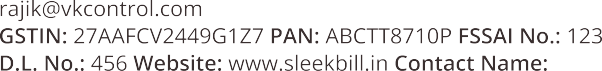 rajik@vkcontrol.com
GSTIN: 27AAFCV2449G1Z7 PAN: ABCTT8710P FSSAI No.: 123
D.L. No.: 456 Website: www.sleekbill.in Contact Name: